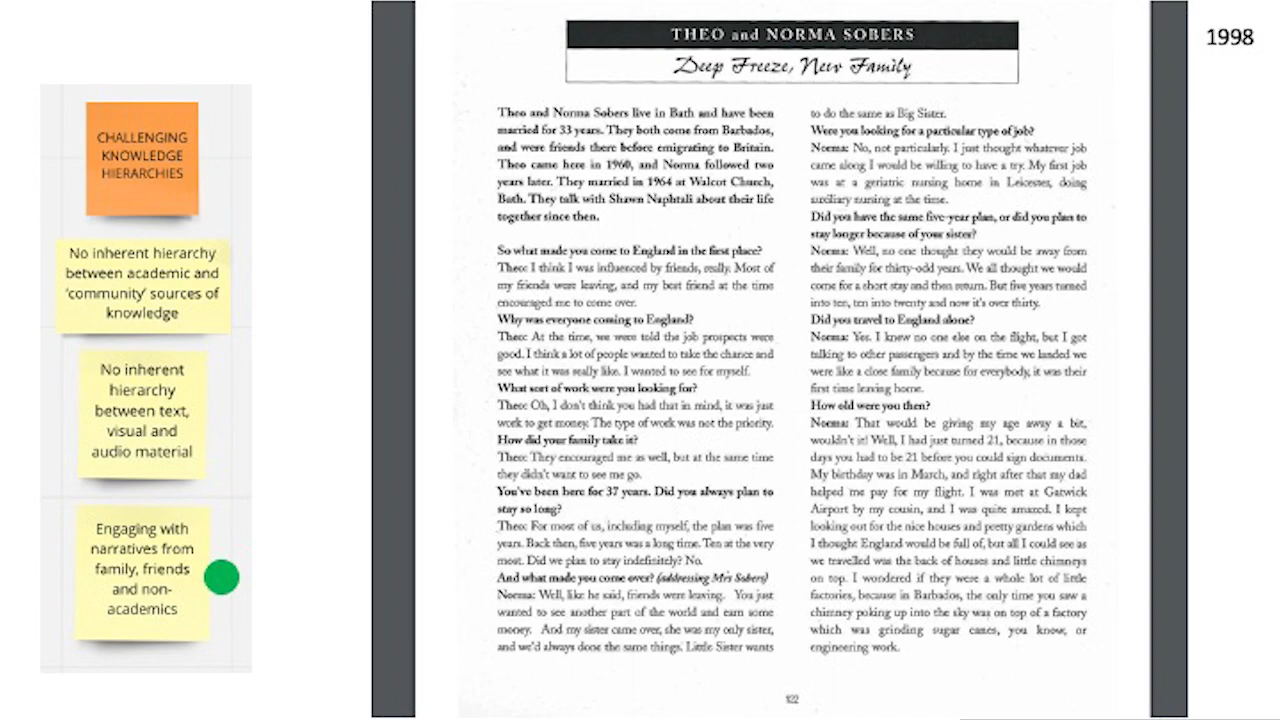 CHALLENGING
KNOWLEDGE
HIERARCHIES
No inherent hierarchy
between academic and
‘community’ sources of
knowledge
No inherent
hierarchy
between text,
visual and
audio material
Engaging with
narratives from
family, friends
and non-
academics
THEO and NORMA SOBERS
Deep Freeze, New Family
Theo and Norma Sobers live in Bath and have been
married for 33 years. They both come from Barbados,
and were friends there before emigrating to Britain.
Theo came here in 1960, and Norma followed two
years later. They married in 1964 at Walcot Church,
Bath. They talk with Shawn Naphtali about their life
together since then.
So what made you come to England in the first place?
Theo: I think I was influenced by friends, really. Most of
my friends were leaving, and my best friend at the time
encouraged me to come over.
Why was everyone coming to England?
Theo: At the time, we were told the job prospects were
good. I think a lot of people wanted to take the chance and
see what it was really like. I wanted to see for myself.
What sort of work were you looking for?
Theo: Oh, I don't think you had that in mind, it was just
work to get money. The type of work was not the priority.
How did your family take it?
Theo: They encouraged me as well, but at the same time
they didn't want to see me go.
You've been here for 37 years. Did you always plan to
stay so long?
Theo: For most of us, including myself, the plan was five
years. Back then, five years was a long time. Ten at the very
most. Did we plan to stay indefinitely? No.
And what made you come over? (addressing Mrs Sobers)
Norma: Well, like he said, friends were leaving. You just
wanted to see another part of the world and earn some
money. And my sister came over, she was my only sister,
and we'd always done the same things. Little Sister wants
to do the same as Big Sister.
Were you looking for a particular type of job?
Norma: No, not particularly. I just thought whatever job
came along I would be willing to have a try. My first job
was at a geriatric nursing home in Leicester, doing
auxiliary nursing at the time.
Did you have the same five-year plan, or did you plan to
stay longer because of your sister?
Norma: Well, no one thought they would be away from
their family for thirty-odd years. We all thought we would
come for a short stay and then return. But five years turned
into ten, ten into twenty and now it's over thirty.
Did you travel to England alone?
Norma: Yes. I knew no one else on the flight, but I got
talking to other passengers and by the time we landed we
were like a close family because for everybody, it was their
first time leaving home.
How old were you then?
Norma: That would be giving my age away a bit,
wouldn't it! Well, I had just turned 21, because in those
days you had to be 21 before you could sign documents.
My birthday was in March, and right after that my dad
helped me pay for my flight. I was met at Gatwick
Airport by my cousin, and I was quite amazed. I kept
looking out for the nice houses and pretty gardens which
I thought England would be full of, but all I could see as
we travelled was the back of houses and little chimneys
on top. I wondered if they were a whole lot of little
factories, because in Barbados, the only time you saw a
chimney poking up into the sky was on top of a factory
which was grinding sugar canes, you know, or
engineering work.
122
1998